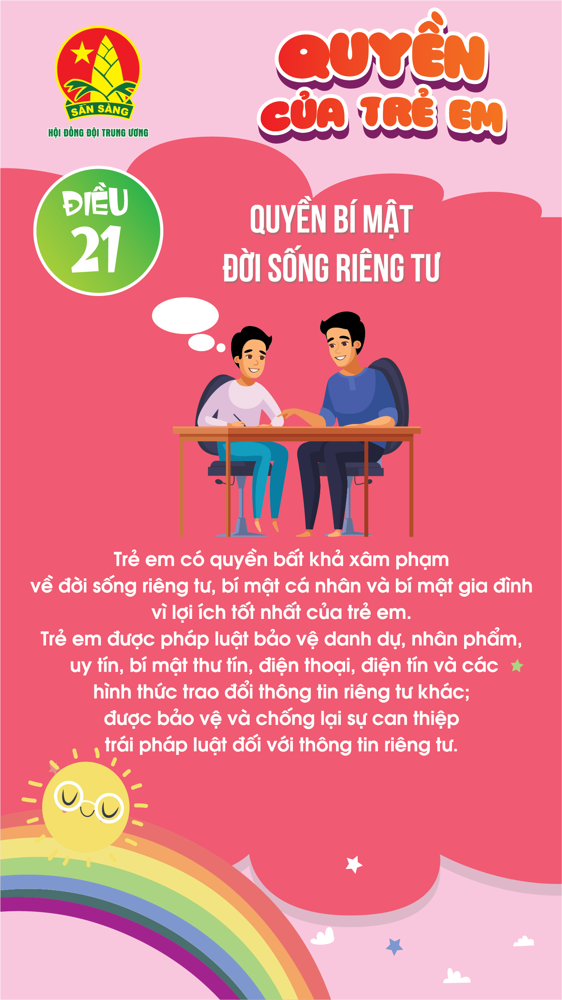 SẴN SÀNG
HỘI ĐỒNG ĐỘI TRUNG ƯƠNG
QUYỀN
CỦA TRẺ EM
ĐIỀU
21
QUYỀN BÍ MẬT
ĐỜI SỐNG RIÊNG TƯ
Trẻ em có quyền bất khả xâm phạm
về đời sống riêng tư, bí mật cá nhân và bí mật gia đình
vì lợi ích tốt nhất của trẻ em.
Trẻ em được pháp luật bảo vệ danh dự, nhân phẩm,
uy tín, bí mật thư tín, điện thoại, điện tín và các
hình thức trao đổi thông tin riêng tư khác;
được bảo vệ và chống lại sự can thiệp
trái pháp luật đối với thông tin riêng tư.